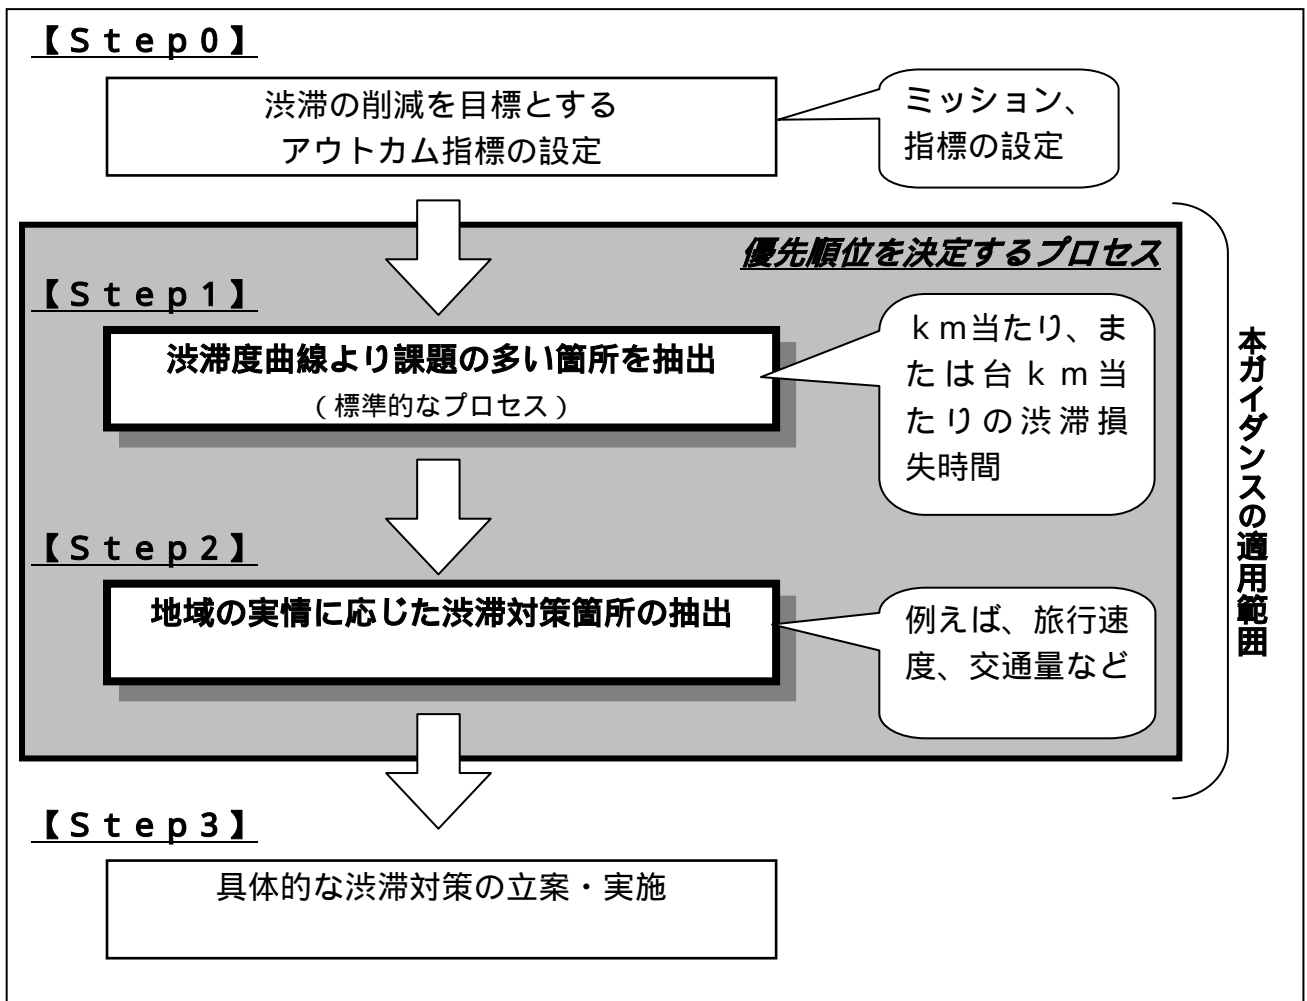 【Ｓｔｅｐ０】
渋滞の削減を目標とする
アウトカム指標の設定
ミッション、
指標の設定
優先順位を決定するプロセス
【Ｓｔｅｐ１】
渋滞度曲線より課題の多い箇所を抽出
（標準的なプロセス）
ｋｍ当たり、ま
たは台ｋｍ当
たりの渋滞損
失時間
【Ｓｔｅｐ２】
地域の実情に応じた渋滞対策箇所の抽出
例えば、旅行速
度、交通量など
本ガイダンスの適用範囲
【Ｓｔｅｐ３】
具体的な渋滞対策の立案・実施